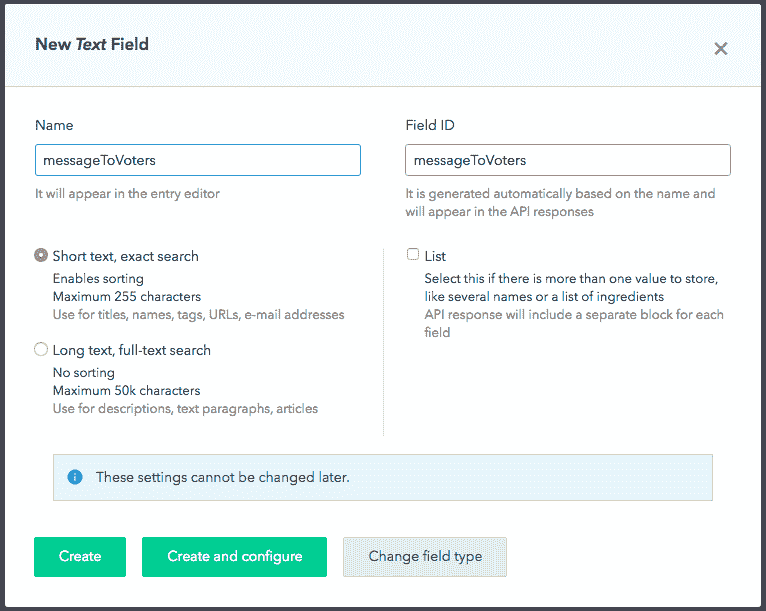 New Text Field
Name
messageToVoters
It will appear in the entry editor
Field ID
messageToVoters
It is generated automatically based on the name and
will appear in the API responses
Short text, exact search
Enables sorting
Maximum 255 characters
Use for titles, names, tags, URLs, e-mail addresses
Long text, full-text search
No sorting
Maximum 50k characters
Use for descriptions, text paragraphs, articles
List
Select this if there is more than one value to store,
like several names or a list of ingredients
API response will include a separate block for each
field
These settings cannot be changed later.
Create
Create and configure
Change field type